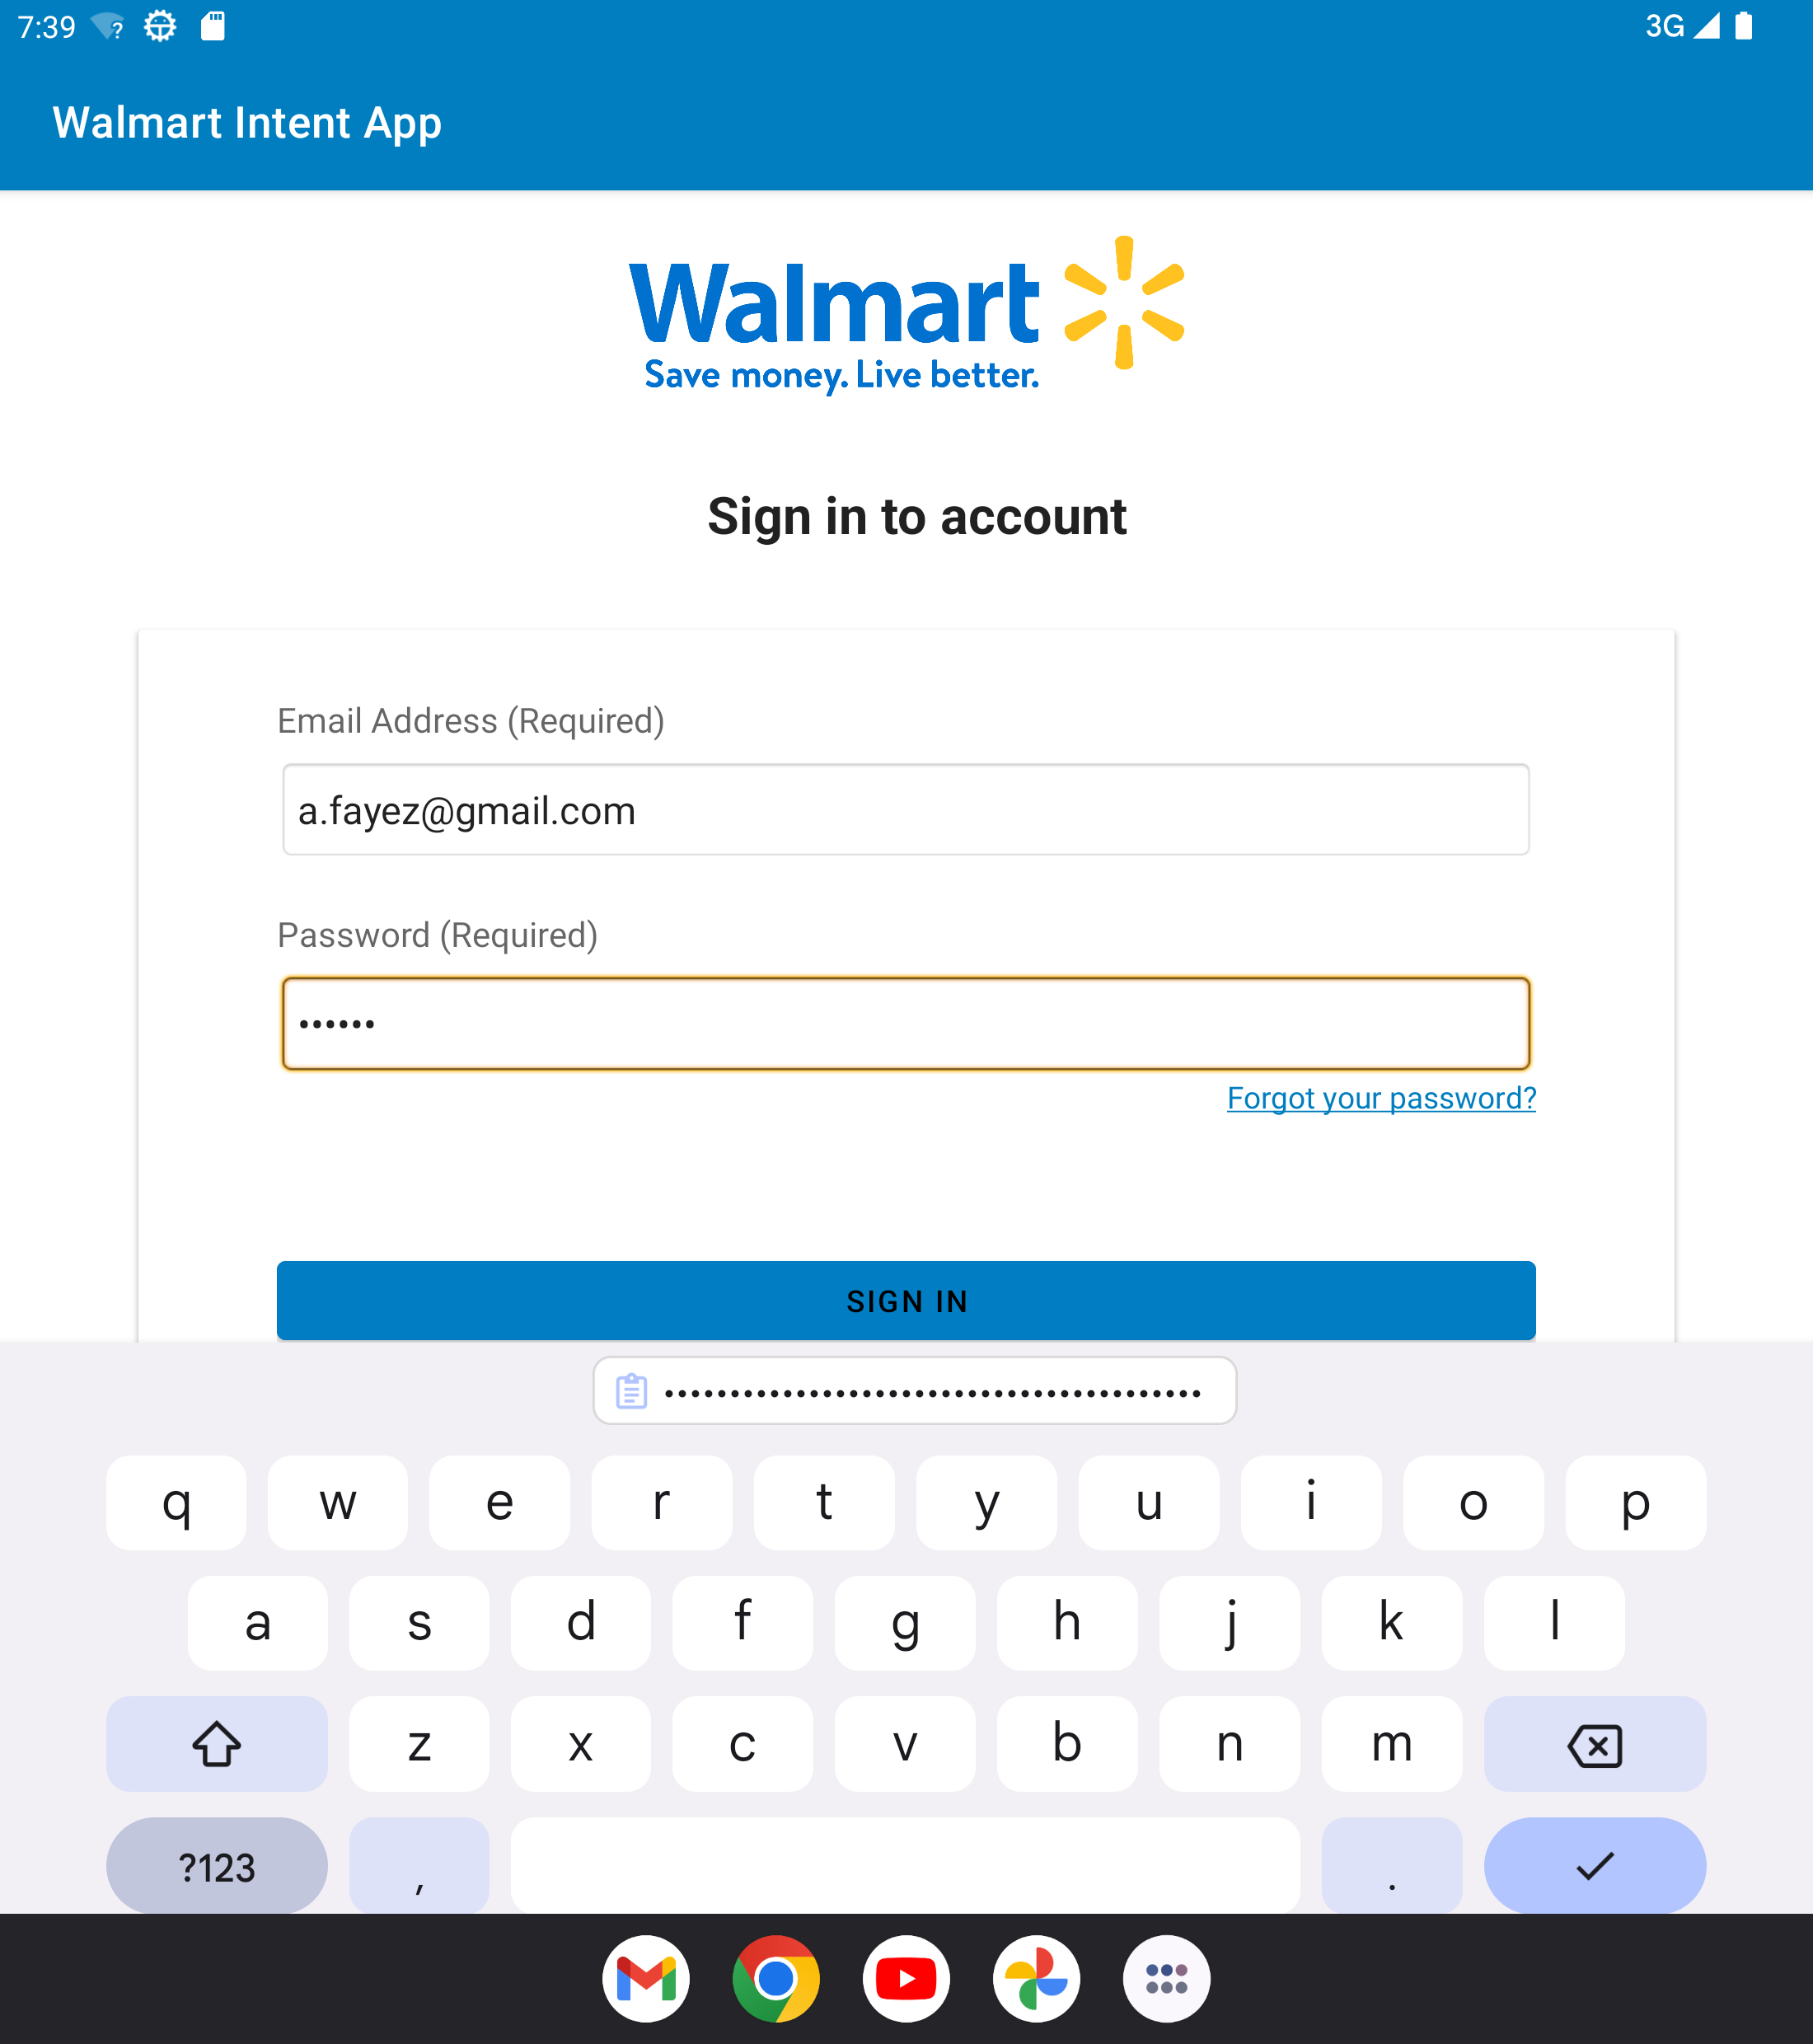 7:39
3G
Walmart Intent App
Walmart
Save money. Live better.
Sign in to account
Email Address (Required)
a.fayez@gmail.com
Password (Required)
••••••
Forgot your password?
SIGN IN
•••••••••••••••••••••••••••••••••••••••••
q w e r t y u i o p
a s d f g h j k l
z x c v b n m
?123 , .